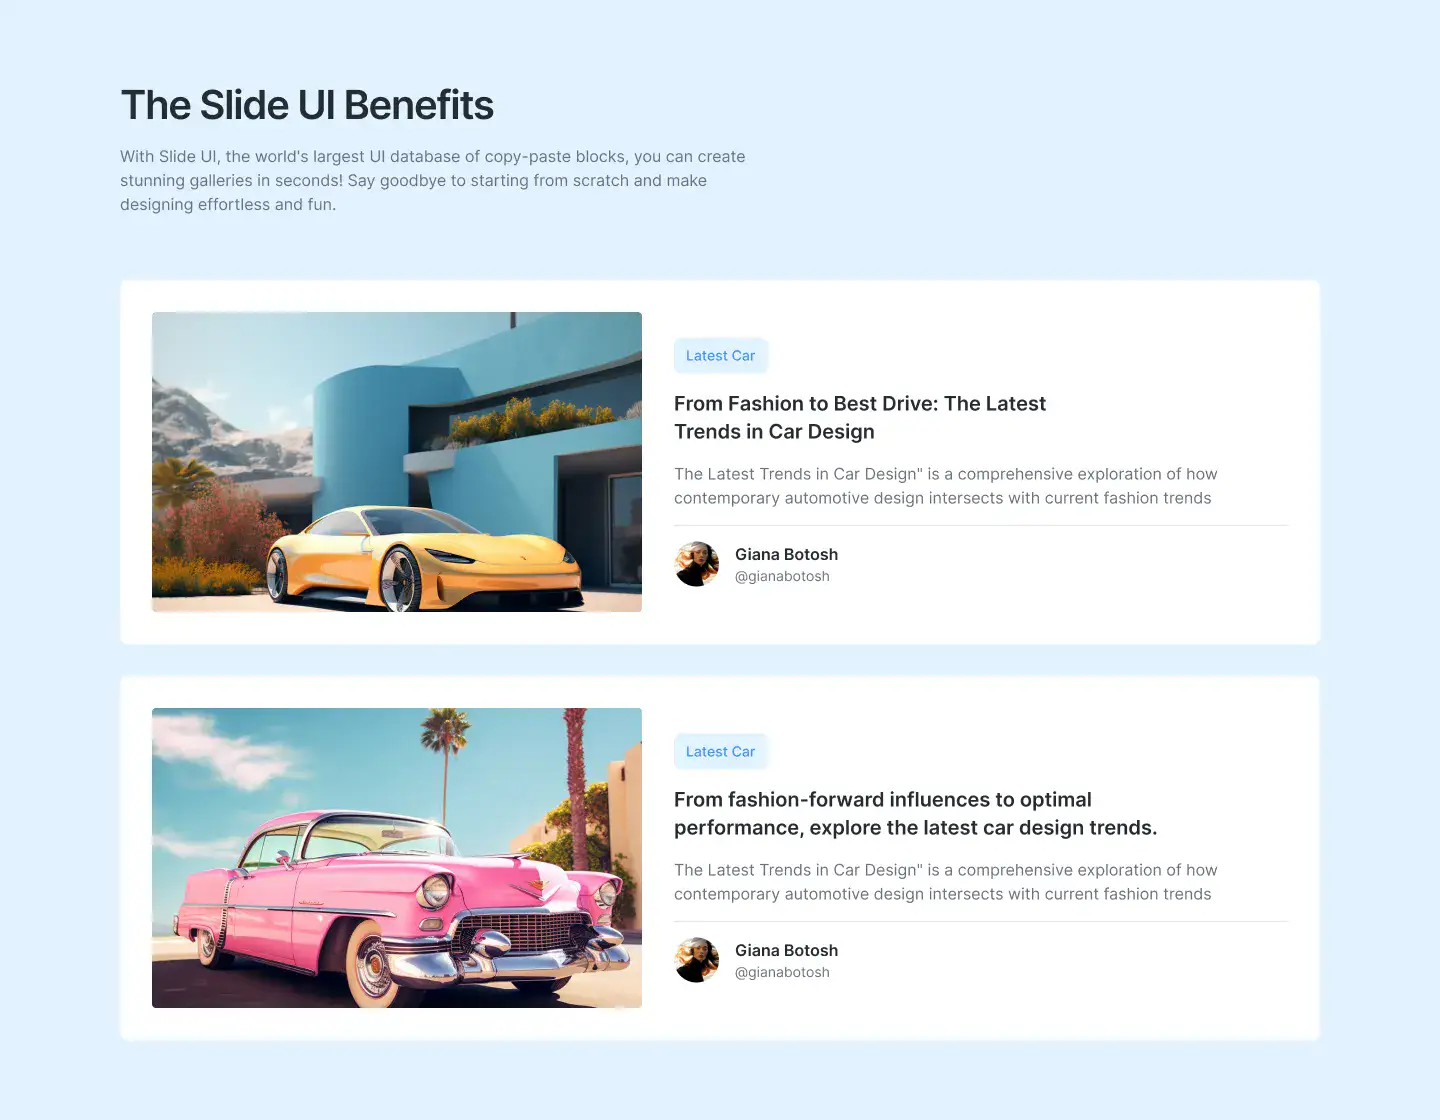 The Slide UI Benefits
With Slide UI, the world's largest UI database of copy-paste blocks, you can create
stunning galleries in seconds! Say goodbye to starting from scratch and make
designing effortless and fun.
Latest Car
From Fashion to Best Drive: The Latest
Trends in Car Design
The Latest Trends in Car Design" is a comprehensive exploration of how
contemporary automotive design intersects with current fashion trends
Giana Botosh
@gianabotosh
Latest Car
From fashion-forward influences to optimal
performance, explore the latest car design trends.
The Latest Trends in Car Design" is a comprehensive exploration of how
contemporary automotive design intersects with current fashion trends
Giana Botosh
@gianabotosh